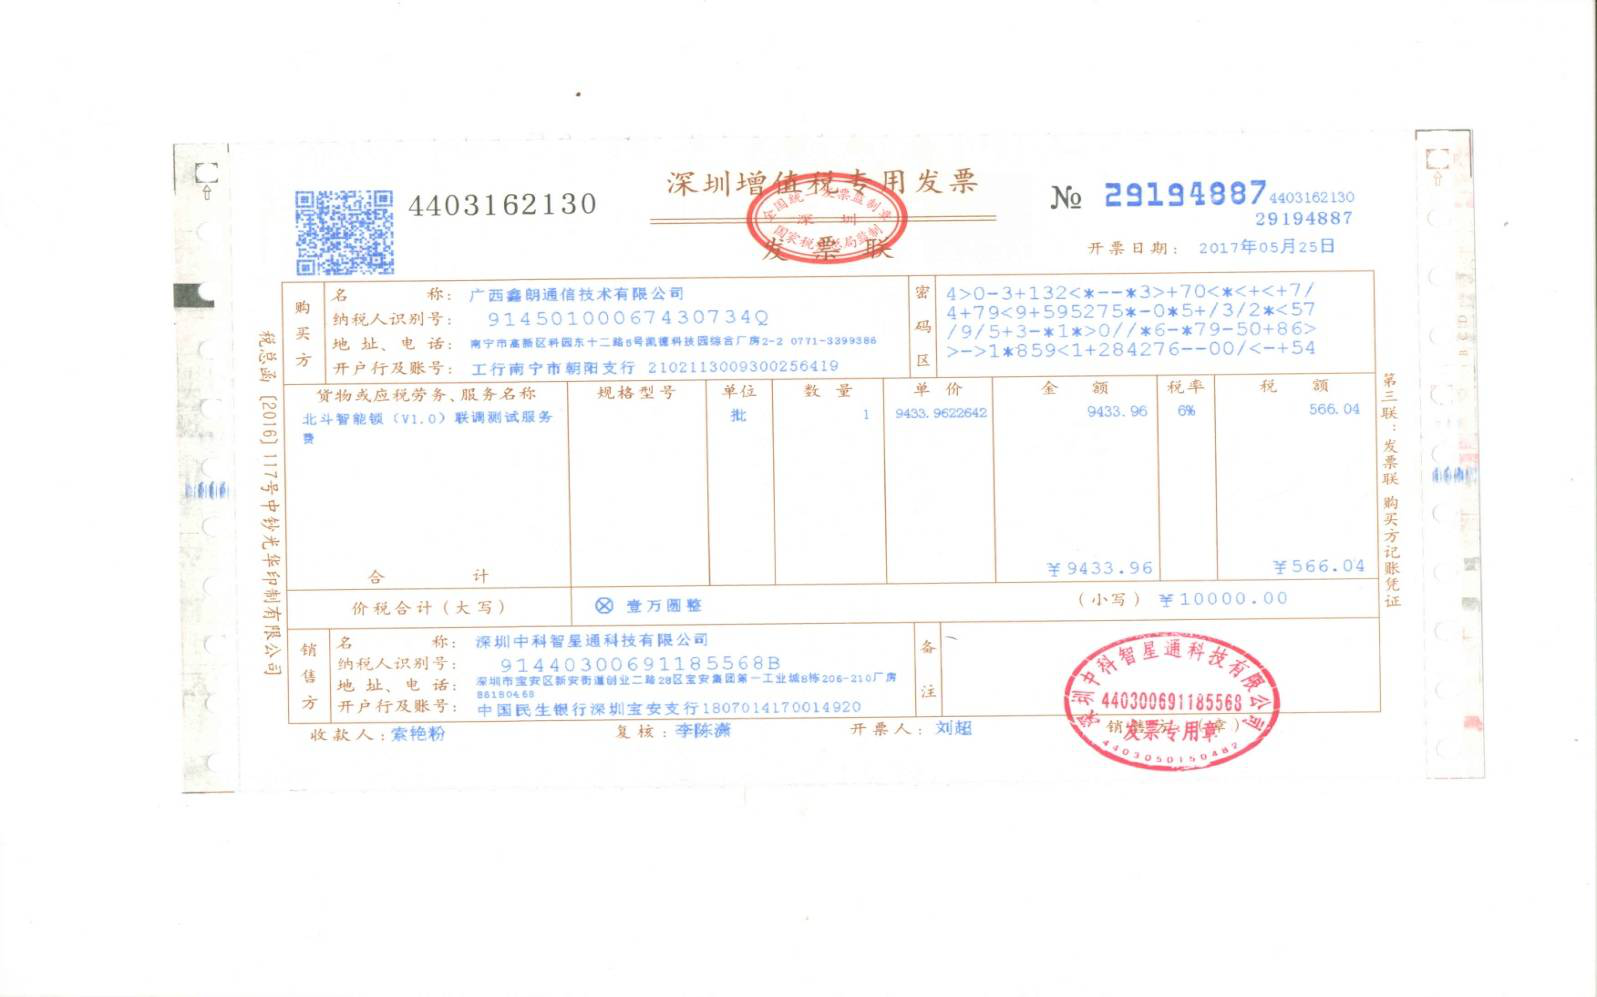 深圳增值税专用发票
发票联
全国统一发票监制章
深圳
国家税务总局监制
4403162130
№ 29194887
4403162130
29194887
开票日期： 2017年05月25日
购买方
名称： 广西鑫朗通信技术有限公司
纳税人识别号： 91450100067430734Q
地址、电话： 南宁市高新区科园东十二路5号凯德科技园综合厂房2-2 0771-3399386
开户行及账号： 工行南宁市朝阳支行 2102113009300256419
密码区
4>0-3+132<*--*3>+70<*<+<+7/
4+79<9+595275*-0*5+/3/2*<57
/9/5+3-*1*>0//*6-*79-50+86>
>->1*859<1+284276--00/<-+54
货物或应税劳务、服务名称 规格型号 单位 数量 单价 金额 税率 税额
北斗智能锁（V1.0）联调测试服务 批 1 9433.9622642 9433.96 6% 566.04
费
合计 ¥9433.96 ¥566.04
价税合计（大写） ⊗ 壹万圆整 （小写） ¥10000.00
销售方
名称： 深圳中科智星通科技有限公司
纳税人识别号： 91440300691185568B
地址、电话： 深圳市宝安区新安街道创业二路28区宝安集团第一工业城8栋206-210厂房
86180468
开户行及账号： 中国民生银行深圳宝安支行1807014170014920
备注
收款人：索艳粉 复核：李陈潇 开票人：刘超 销售方：（章）
深圳中科智星通科技有限公司
440300691185568
发票专用章
4403050150482
税总函［2016］117号中钞光华印制有限公司
第三联：发票联 购买方记账凭证